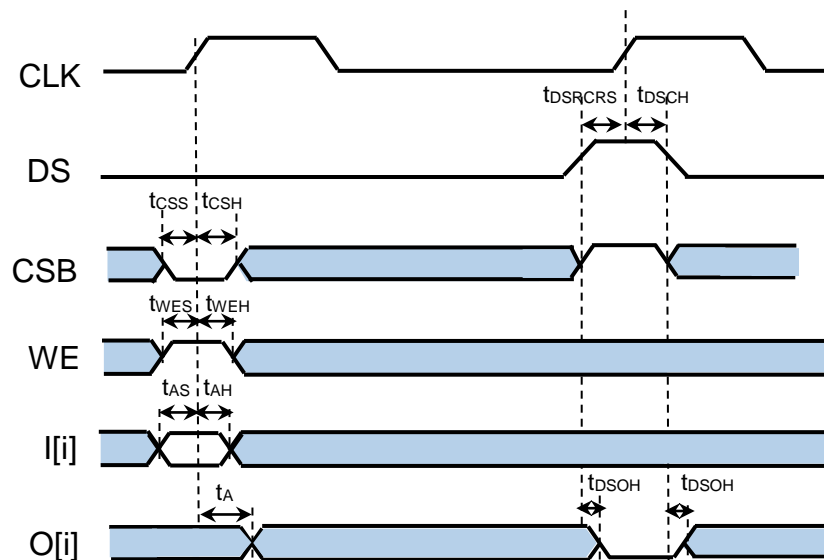 CLK
tDSRCRS tDSCH
DS
tCSS tCSH
CSB
tWES tWEH
WE
tAS tAH
I[i]
tA
tDSOH tDSOH
O[i]